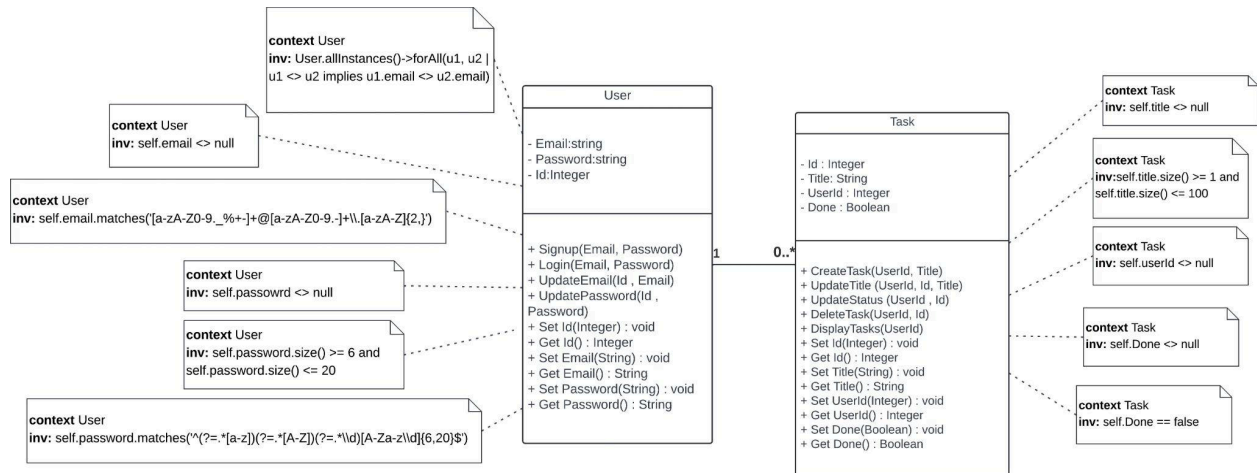 context User
inv: User.allInstances()->forAll(u1, u2 |
u1 <> u2 implies u1.email <> u2.email)
context User
inv: self.email <> null
context User
inv: self.email.matches('[a-zA-Z0-9._%+-]+@[a-zA-Z0-9.-]+\\.[a-zA-Z]{2,}')
context User
inv: self.passowrd <> null
context User
inv: self.password.size() >= 6 and
self.password.size() <= 20
context User
inv: self.password.matches('^(?=.*[a-z])(?=.*[A-Z])(?=.*\\d)[A-Za-z\\d]{6,20}$')
User
- Email:string
- Password:string
- Id:Integer
+ Signup(Email, Password)
+ Login(Email, Password)
+ UpdateEmail(Id , Email)
+ UpdatePassword(Id ,
Password)
+ Set Id(Integer) : void
+ Get Id() : Integer
+ Set Email(String) : void
+ Get Email() : String
+ Set Password(String) : void
+ Get Password() : String
1
0..*
Task
- Id : Integer
- Title: String
- UserId : Integer
- Done : Boolean
+ CreateTask(UserId, Title)
+ UpdateTitle (UserId, Id, Title)
+ UpdateStatus (UserId , Id)
+ DeleteTask(UserId, Id)
+ DisplayTasks(UserId)
+ Set Id(Integer) : void
+ Get Id() : Integer
+ Set Title(String) : void
+ Get Title() : String
+ Set UserId(Integer) : void
+ Get UserId() : Integer
+ Set Done(Boolean) : void
+ Get Done() : Boolean
context Task
inv: self.title <> null
context Task
inv:self.title.size() >= 1 and
self.title.size() <= 100
context Task
inv: self.userId <> null
context Task
inv: self.Done <> null
context Task
inv: self.Done == false